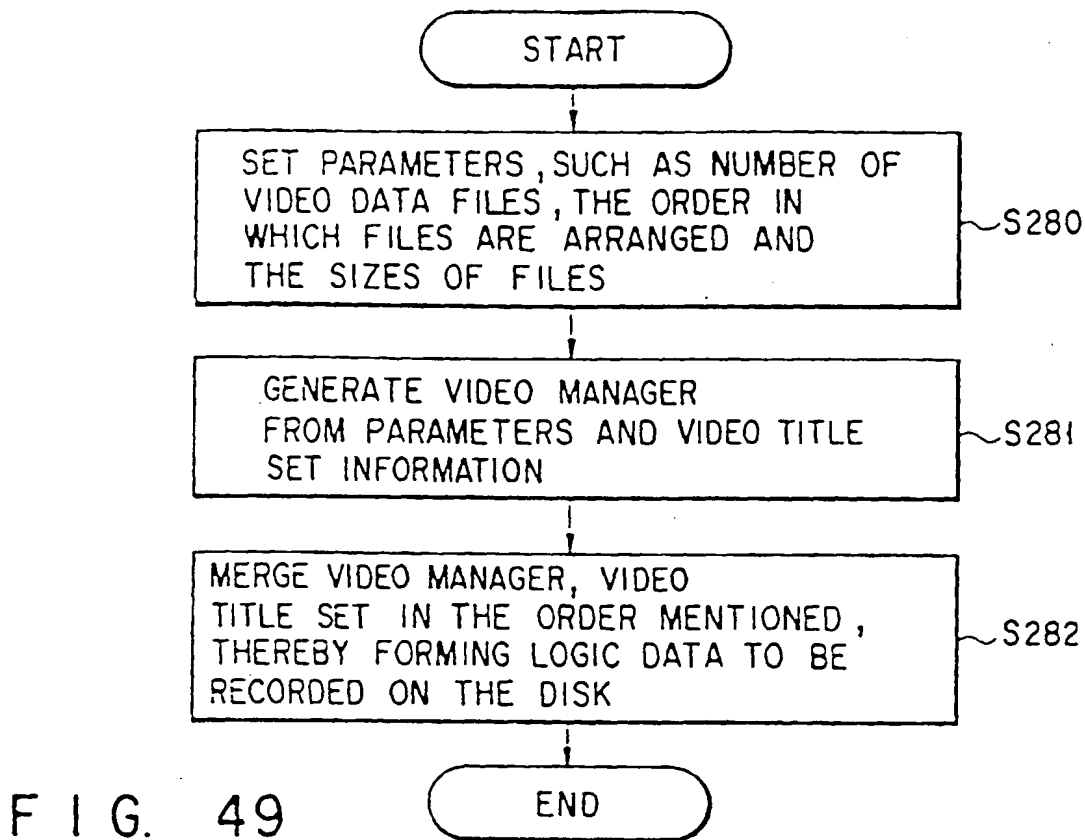 START
SET PARAMETERS, SUCH AS NUMBER OF
VIDEO DATA FILES, THE ORDER IN
WHICH FILES ARE ARRANGED AND
THE SIZES OF FILES
S280
GENERATE VIDEO MANAGER
FROM PARAMETERS AND VIDEO TITLE
SET INFORMATION
S281
MERGE VIDEO MANAGER, VIDEO
TITLE SET IN THE ORDER MENTIONED,
THEREBY FORMING LOGIC DATA TO BE
RECORDED ON THE DISK
S282
END
FIG. 49